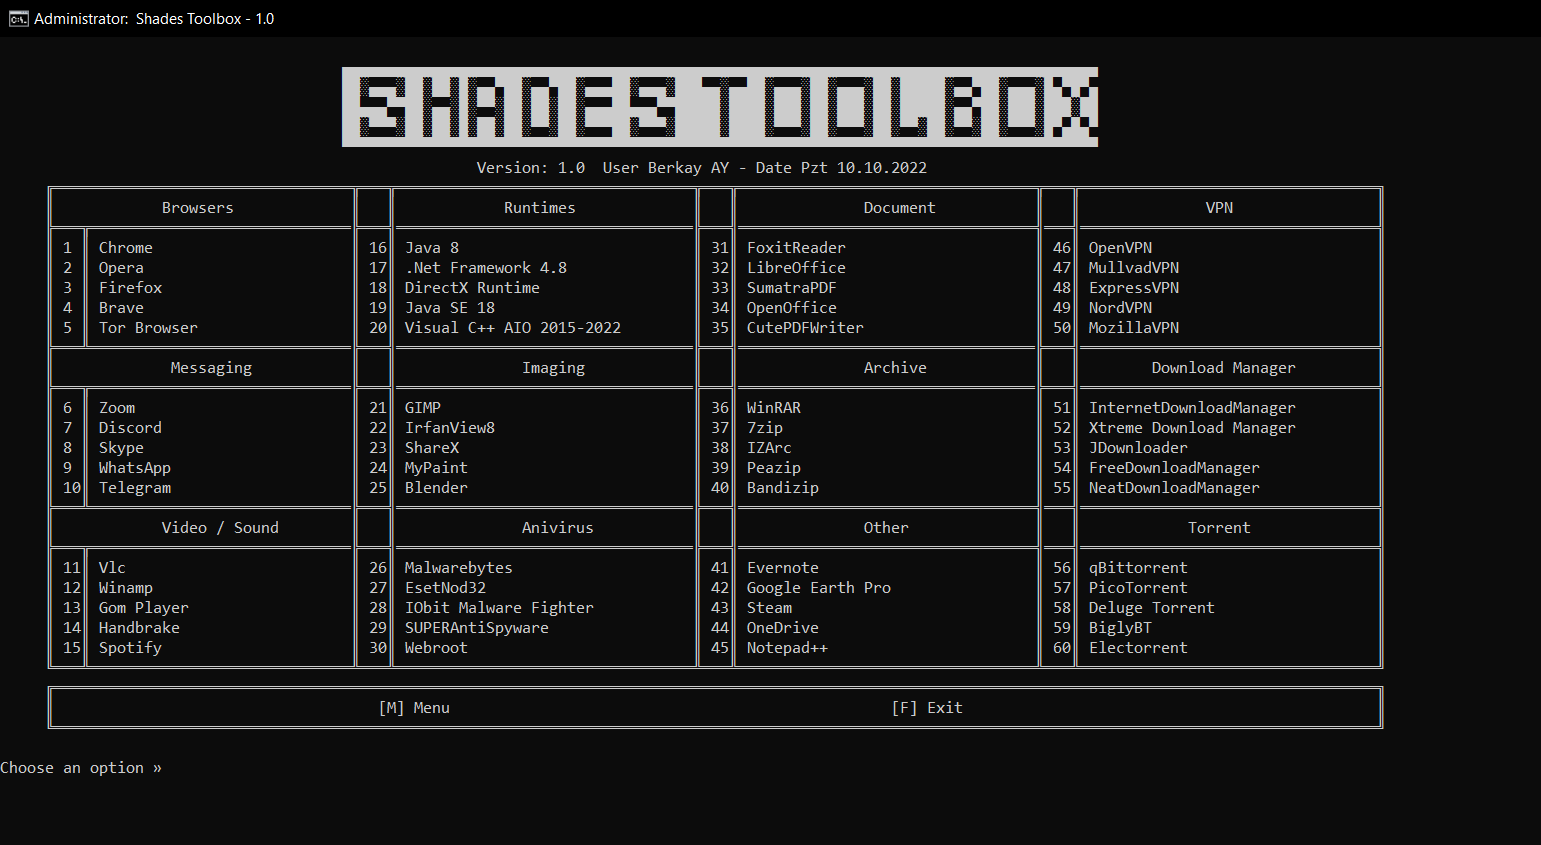 Administrator:  Shades Toolbox - 1.0
SHADES TOOLBOX
Version: 1.0  User Berkay AY - Date Pzt 10.10.2022
Browsers Runtimes Document VPN
1 Chrome 16 Java 8 31 FoxitReader 46 OpenVPN
2 Opera 17 .Net Framework 4.8 32 LibreOffice 47 MullvadVPN
3 Firefox 18 DirectX Runtime 33 SumatraPDF 48 ExpressVPN
4 Brave 19 Java SE 18 34 OpenOffice 49 NordVPN
5 Tor Browser 20 Visual C++ AIO 2015-2022 35 CutePDFWriter 50 MozillaVPN
Messaging Imaging Archive Download Manager
6 Zoom 21 GIMP 36 WinRAR 51 InternetDownloadManager
7 Discord 22 IrfanView8 37 7zip 52 Xtreme Download Manager
8 Skype 23 ShareX 38 IZArc 53 JDownloader
9 WhatsApp 24 MyPaint 39 Peazip 54 FreeDownloadManager
10 Telegram 25 Blender 40 Bandizip 55 NeatDownloadManager
Video / Sound Anivirus Other Torrent
11 Vlc 26 Malwarebytes 41 Evernote 56 qBittorrent
12 Winamp 27 EsetNod32 42 Google Earth Pro 57 PicoTorrent
13 Gom Player 28 IObit Malware Fighter 43 Steam 58 Deluge Torrent
14 Handbrake 29 SUPERAntiSpyware 44 OneDrive 59 BiglyBT
15 Spotify 30 Webroot 45 Notepad++ 60 Electorrent
[M] Menu [F] Exit
Choose an option »